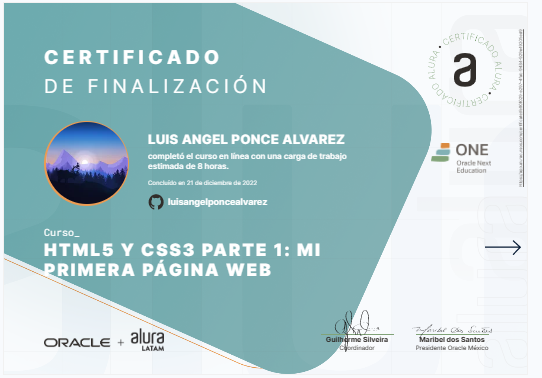 CERTIFICADO
DE FINALIZACIÓN
LUIS ANGEL PONCE ALVAREZ
completó el curso en línea con una carga de trabajo
estimada de 8 horas.
Concluido en 21 de diciembre de 2022
luisangelponcealvarez
Curso_
HTML5 Y CSS3 PARTE 1: MI
PRIMERA PÁGINA WEB
ORACLE + alura
LATAM
Guilherme Silveira
Coordinador
Maribel dos Santos
Presidente Oracle México
CERTIFICADO ALURA · CERTIFICADO ALURA ·
a
ONE
Oracle Next
Education